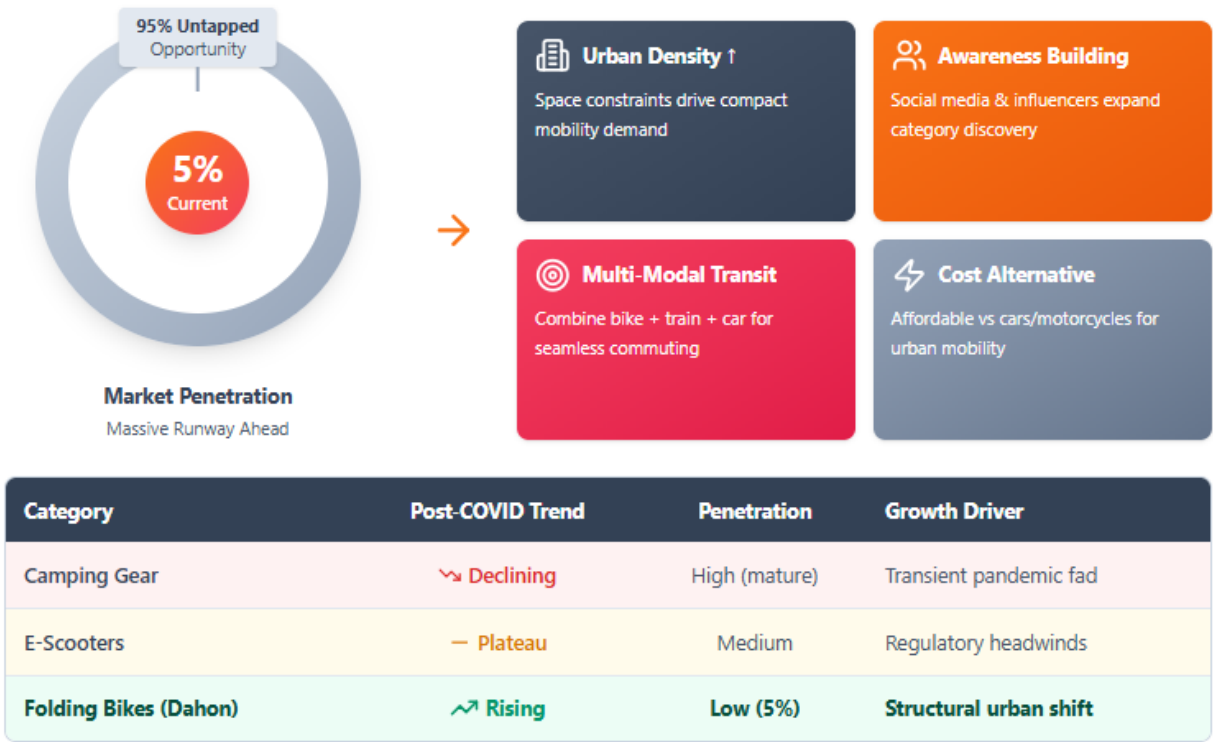 95% Untapped
Opportunity
5%
Current
Market Penetration
Massive Runway Ahead
Urban Density ↑
Space constraints drive compact
mobility demand
Awareness Building
Social media & influencers expand
category discovery
Multi-Modal Transit
Combine bike + train + car for
seamless commuting
Cost Alternative
Affordable vs cars/motorcycles for
urban mobility
Category Post-COVID Trend Penetration Growth Driver
Camping Gear Declining High (mature) Transient pandemic fad
E-Scooters Plateau Medium Regulatory headwinds
Folding Bikes (Dahon) Rising Low (5%) Structural urban shift